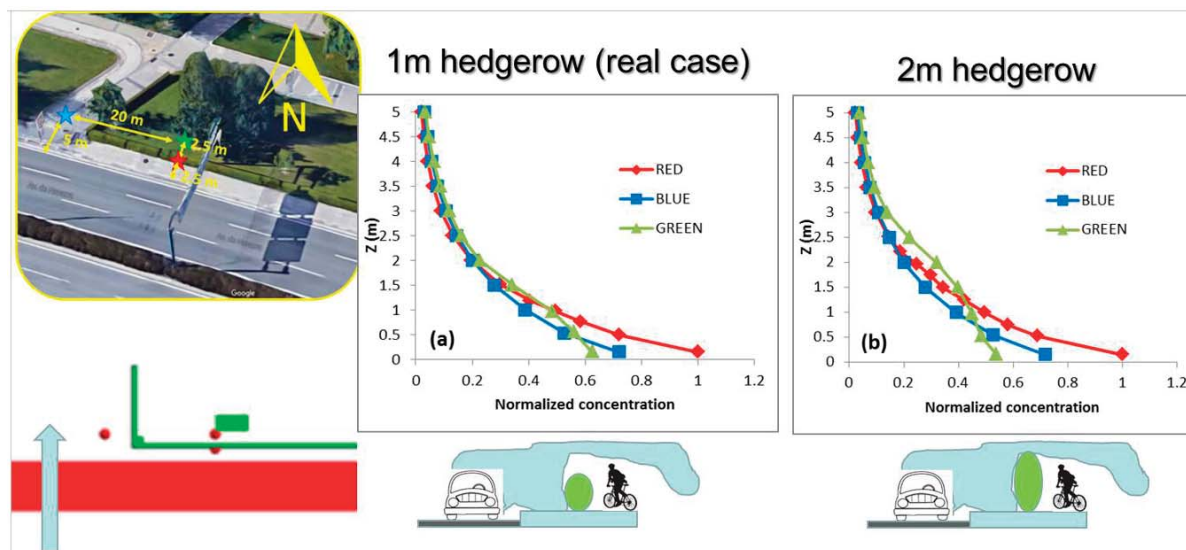 1m hedgerow (real case)
2m hedgerow
20 m
5 m
2.5 m
N
Google
5
4.5
4
3.5
3
2.5
2
1.5
1
0.5
0
Z (m)
RED
BLUE
GREEN
(a)
0 0.2 0.4 0.6 0.8 1 1.2
Normalized concentration
5
4.5
4
3.5
3
2.5
2
1.5
1
0.5
0
Z (m)
RED
BLUE
GREEN
(b)
0 0.2 0.4 0.6 0.8 1 1.2
Normalized concentration